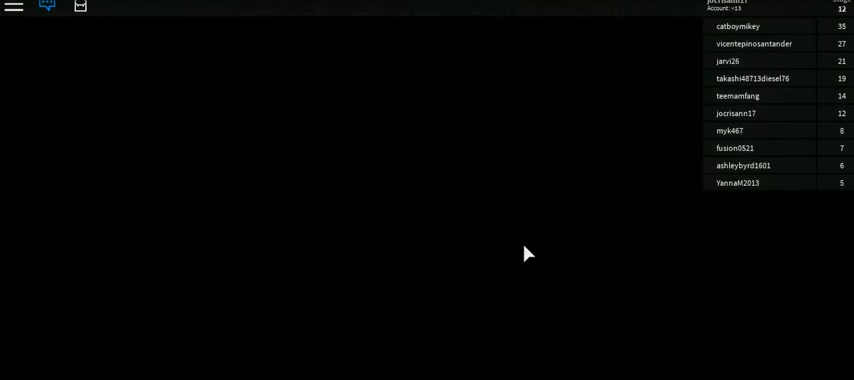 jocrisann17
Account: <13
12
catboymikey 35
vicentepinosantander 27
jarvi26 21
takashi48713diesel76 19
teemamfang 14
jocrisann17 12
myk467 8
fusion0521 7
ashleybyrd1601 6
YannaM2013 5